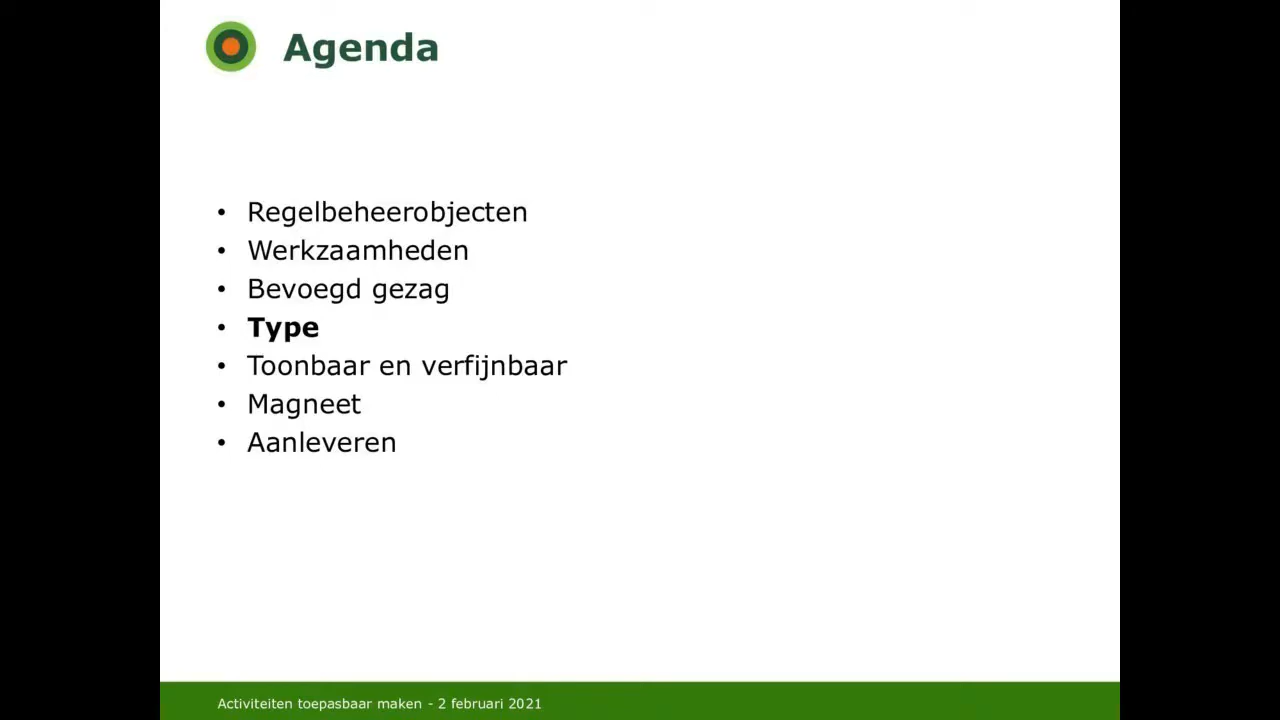 Agenda
• Regelbeheerobjecten
• Werkzaamheden
• Bevoegd gezag
• Type
• Toonbaar en verfijnbaar
• Magneet
• Aanleveren
Activiteiten toepasbaar maken - 2 februari 2021